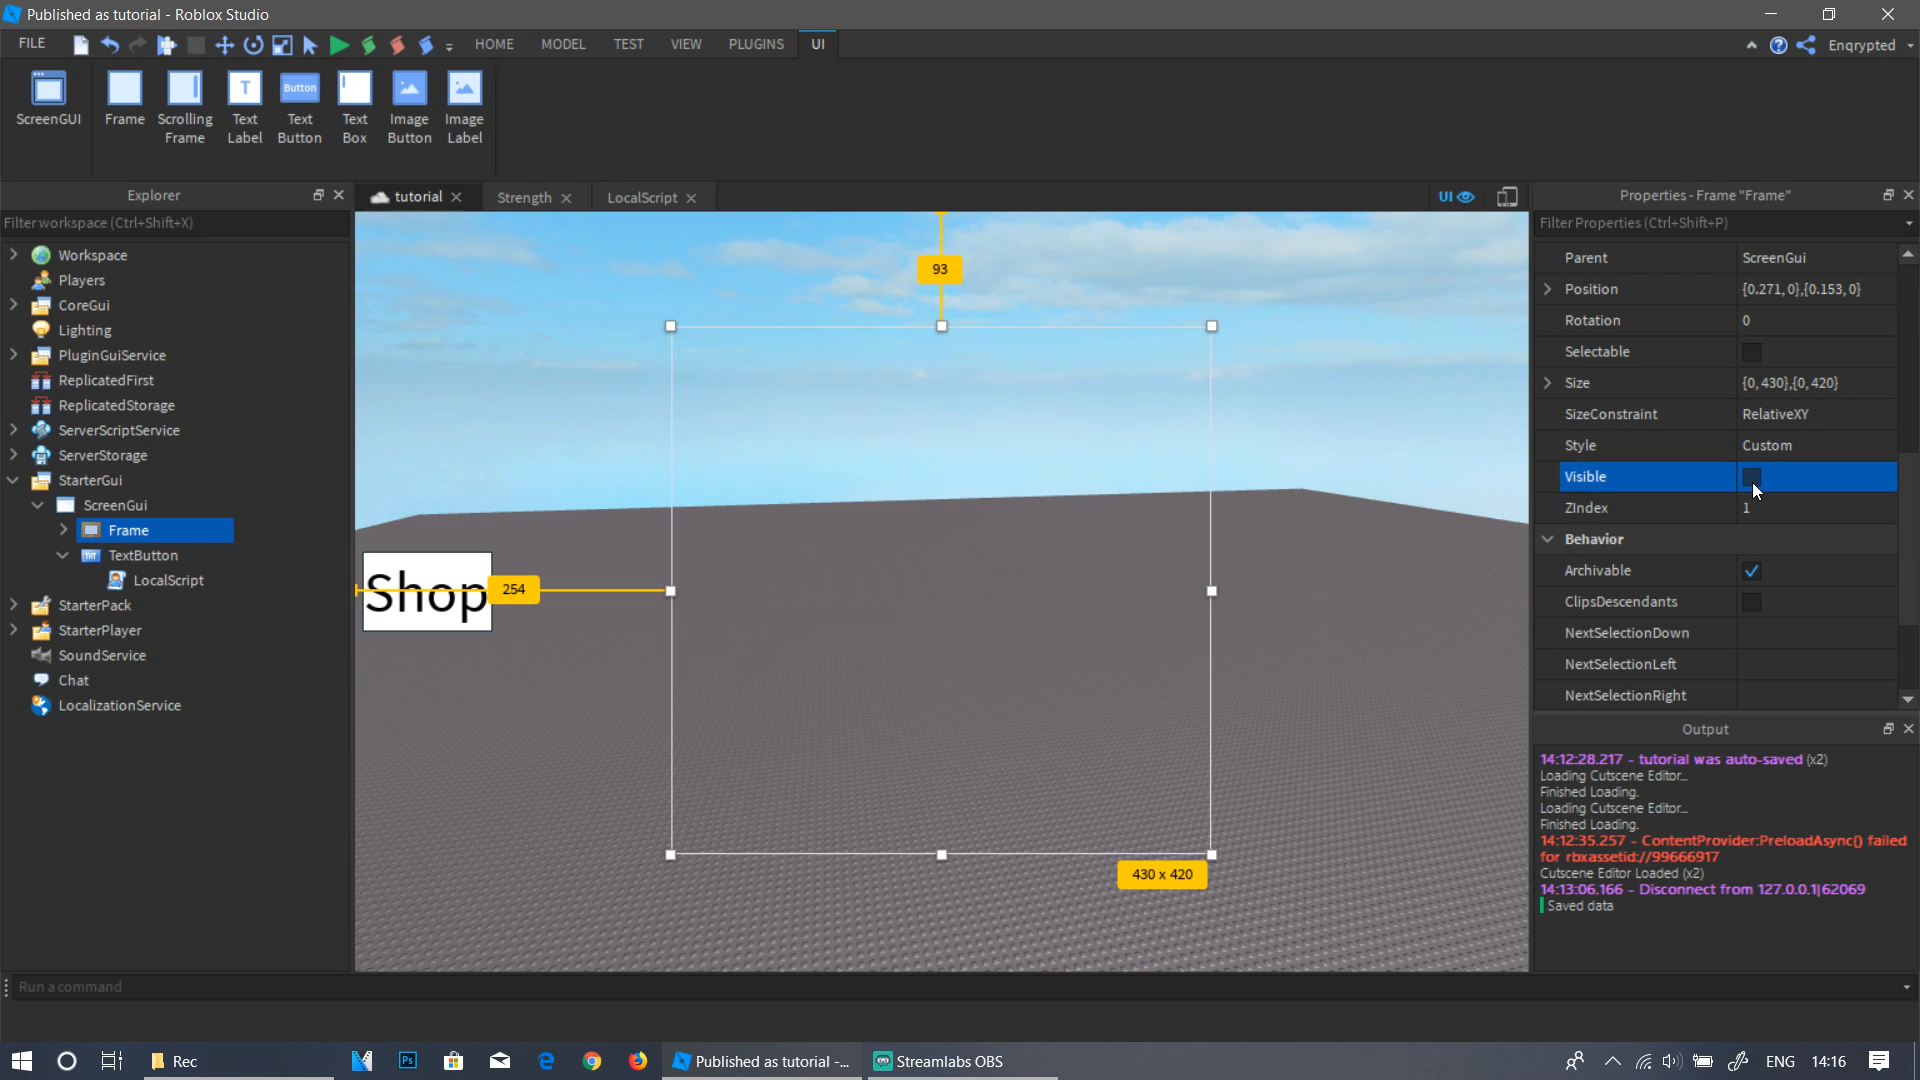 Published as tutorial - Roblox Studio
FILE
HOME
MODEL
TEST
VIEW
PLUGINS
UI
Enqrypted
ScreenGUI
Frame
Scrolling Frame
T
Text Label
Button
Text Button
Text Box
Image Button
Image Label
Explorer
Filter workspace (Ctrl+Shift+X)
Workspace
Players
CoreGui
Lighting
PluginGuiService
ReplicatedFirst
ReplicatedStorage
ServerScriptService
ServerStorage
StarterGui
ScreenGui
Frame
TextButton
LocalScript
StarterPack
StarterPlayer
SoundService
Chat
LocalizationService
tutorial
Strength
LocalScript
UI
93
Shop
254
430 x 420
Properties - Frame "Frame"
Filter Properties (Ctrl+Shift+P)
Parent ScreenGui
Position {0.271, 0},{0.153, 0}
Rotation 0
Selectable
Size {0, 430},{0, 420}
SizeConstraint RelativeXY
Style Custom
Visible
ZIndex 1
Behavior
Archivable
ClipsDescendants
NextSelectionDown
NextSelectionLeft
NextSelectionRight
Output
14:12:28.217 - tutorial was auto-saved (x2)
Loading Cutscene Editor...
Finished Loading.
Loading Cutscene Editor...
Finished Loading.
14:12:35.257 - ContentProvider:PreloadAsync() failed
for rbxassetid://99666917
Cutscene Editor Loaded (x2)
14:13:06.166 - Disconnect from 127.0.0.1|62069
Saved data
Run a command
Rec
Ps
Published as tutorial -...
Streamlabs OBS
ENG
14:16